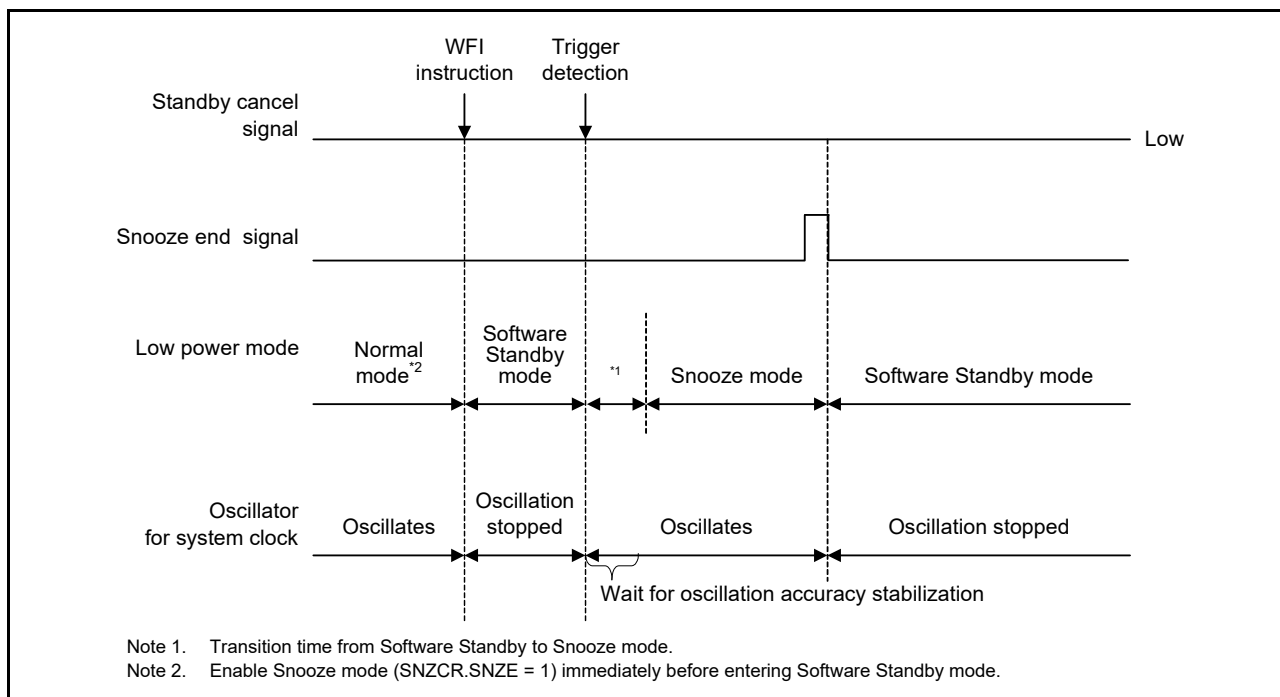 WFI
instruction
Trigger
detection
Standby cancel
signal
Low
Snooze end signal
Low power mode
Normal
mode*2
Software
Standby
mode
*1
Snooze mode
Software Standby mode
Oscillator
for system clock
Oscillates
Oscillation
stopped
Oscillates
Oscillation stopped
Wait for oscillation accuracy stabilization
Note 1. Transition time from Software Standby to Snooze mode.
Note 2. Enable Snooze mode (SNZCR.SNZE = 1) immediately before entering Software Standby mode.